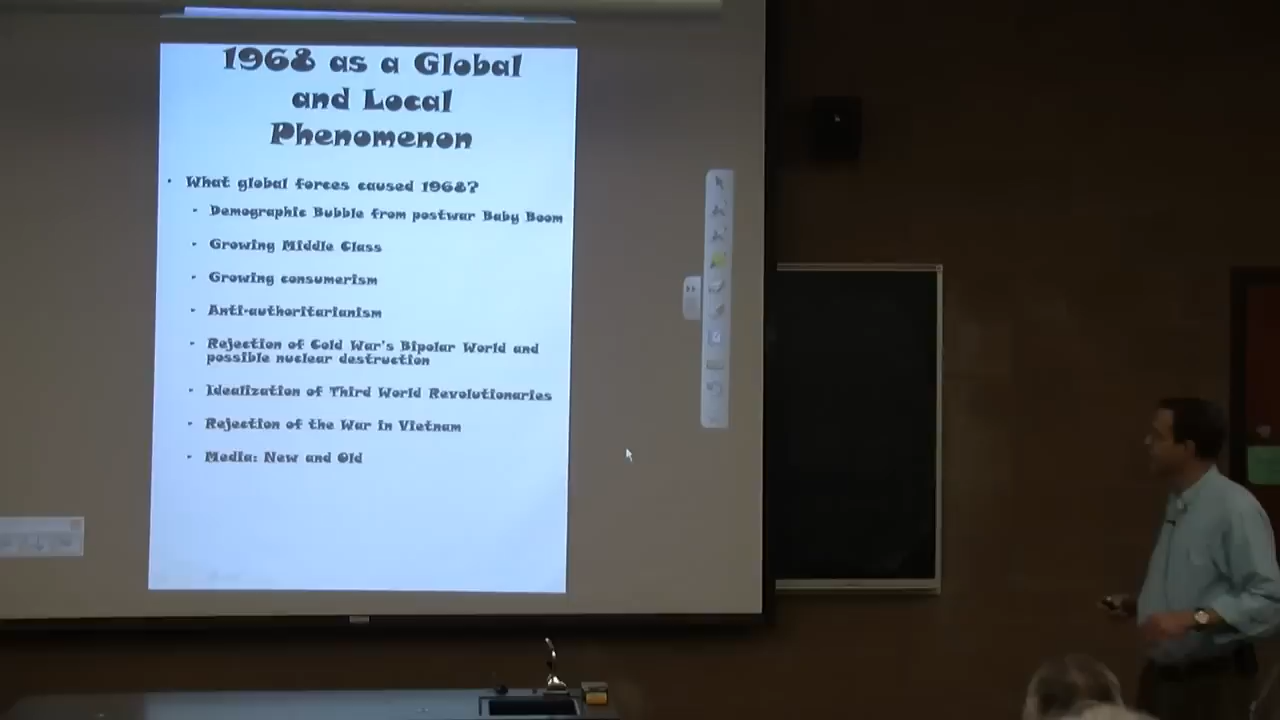 1968 as a Global
and Local
Phenomenon
• What global forces caused 1968?
- Demographic Bubble from postwar Baby Boom
- Growing Middle Class
- Growing consumerism
- Anti-authoritarianism
- Rejection of Cold War's Bipolar World and
possible nuclear destruction
- Idealization of Third World Revolutionaries
- Rejection of the War in Vietnam
- Media: New and Old